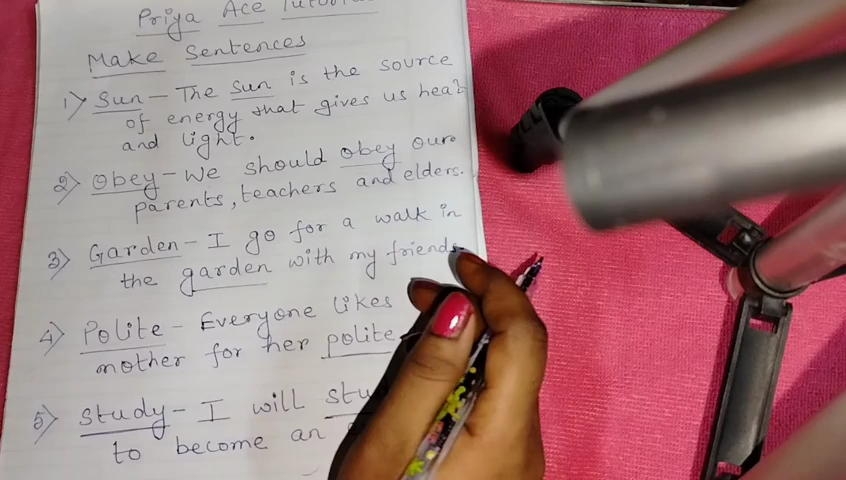 Priya Ace Tutorial
Make Sentences
1) Sun - The sun is the source
of energy that gives us heat
and light.
2) Obey - We should obey our
parents, teachers and elders.
3) Garden - I go for a walk in
the garden with my friends
4) Polite - Everyone likes
mother for her polite
5) Study - I will
to become an